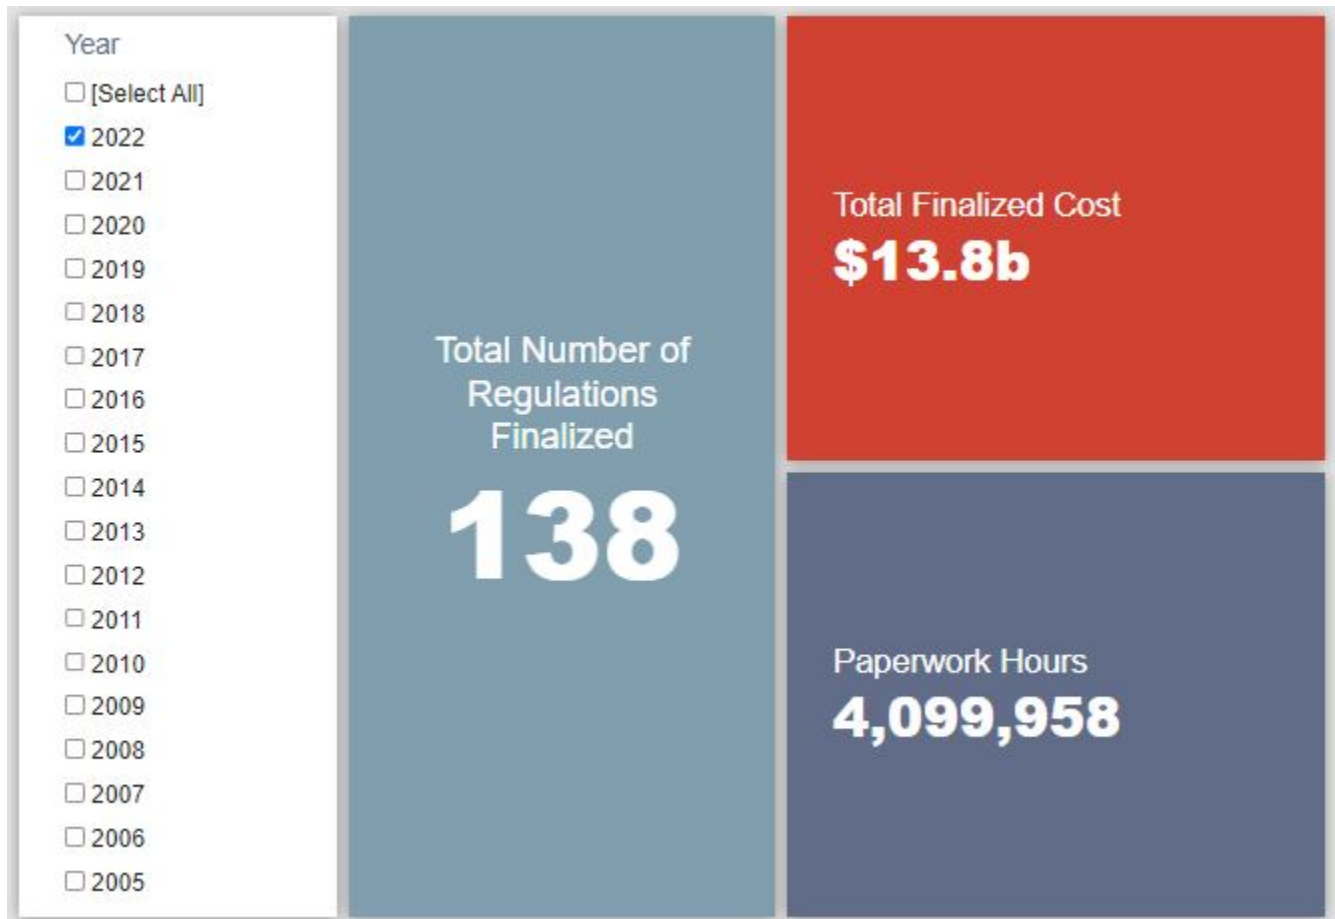 Year
[Select All]
2022
2021
2020
2019
2018
2017
2016
2015
2014
2013
2012
2011
2010
2009
2008
2007
2006
2005
Total Number of
Regulations
Finalized
138
Total Finalized Cost
$13.8b
Paperwork Hours
4,099,958